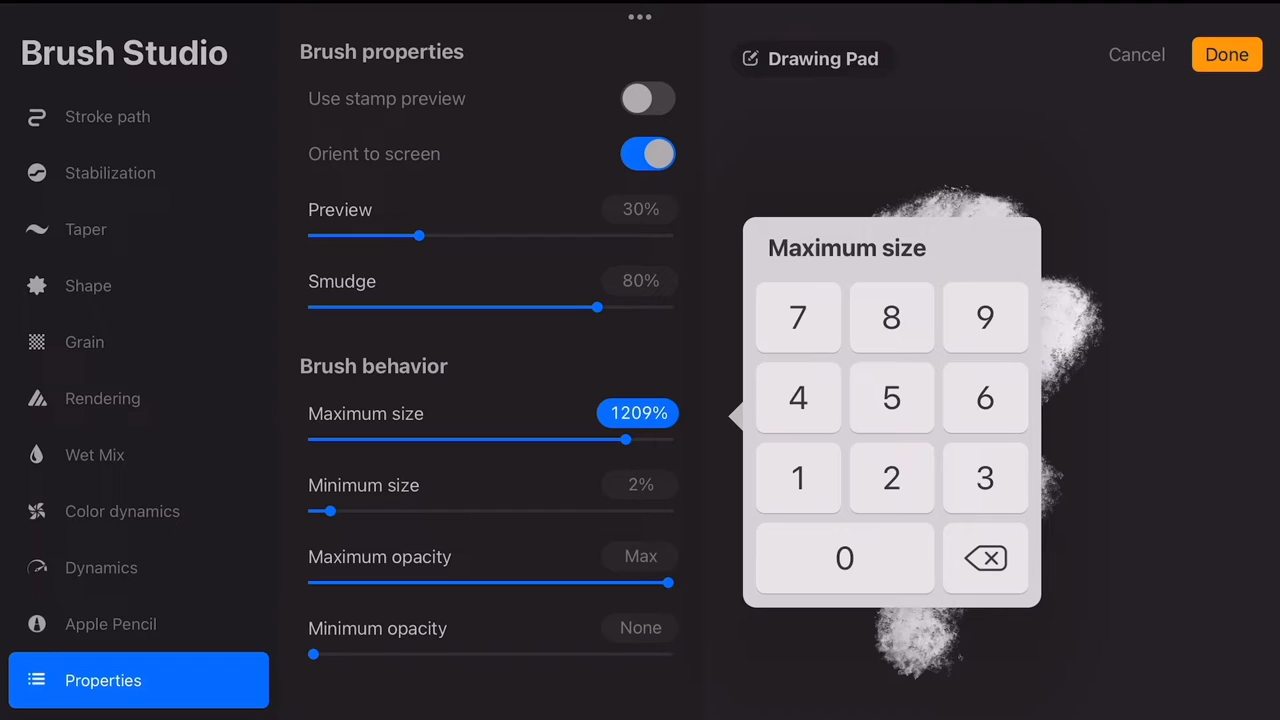 Brush Studio
Stroke path
Stabilization
Taper
Shape
Grain
Rendering
Wet Mix
Color dynamics
Dynamics
Apple Pencil
Properties
Brush properties
Use stamp preview
Orient to screen
Preview 30%
Smudge 80%
Brush behavior
Maximum size 1209%
Minimum size 2%
Maximum opacity Max
Minimum opacity None
Drawing Pad
Cancel Done
Maximum size
7 8 9
4 5 6
1 2 3
0